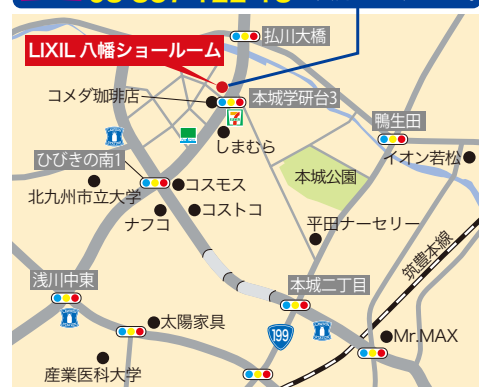 LIXIL 八幡ショールーム
払川大橋
コメダ珈琲店
本城学研台3
しまむら
鴨生田
イオン若松
ひびきの南1
コスモス
本城公園
北九州市立大学
コストコ
ナフコ
平田ナーセリー
筑豊本線
浅川中東
本城二丁目
太陽家具
199
Mr.MAX
産業医科大学